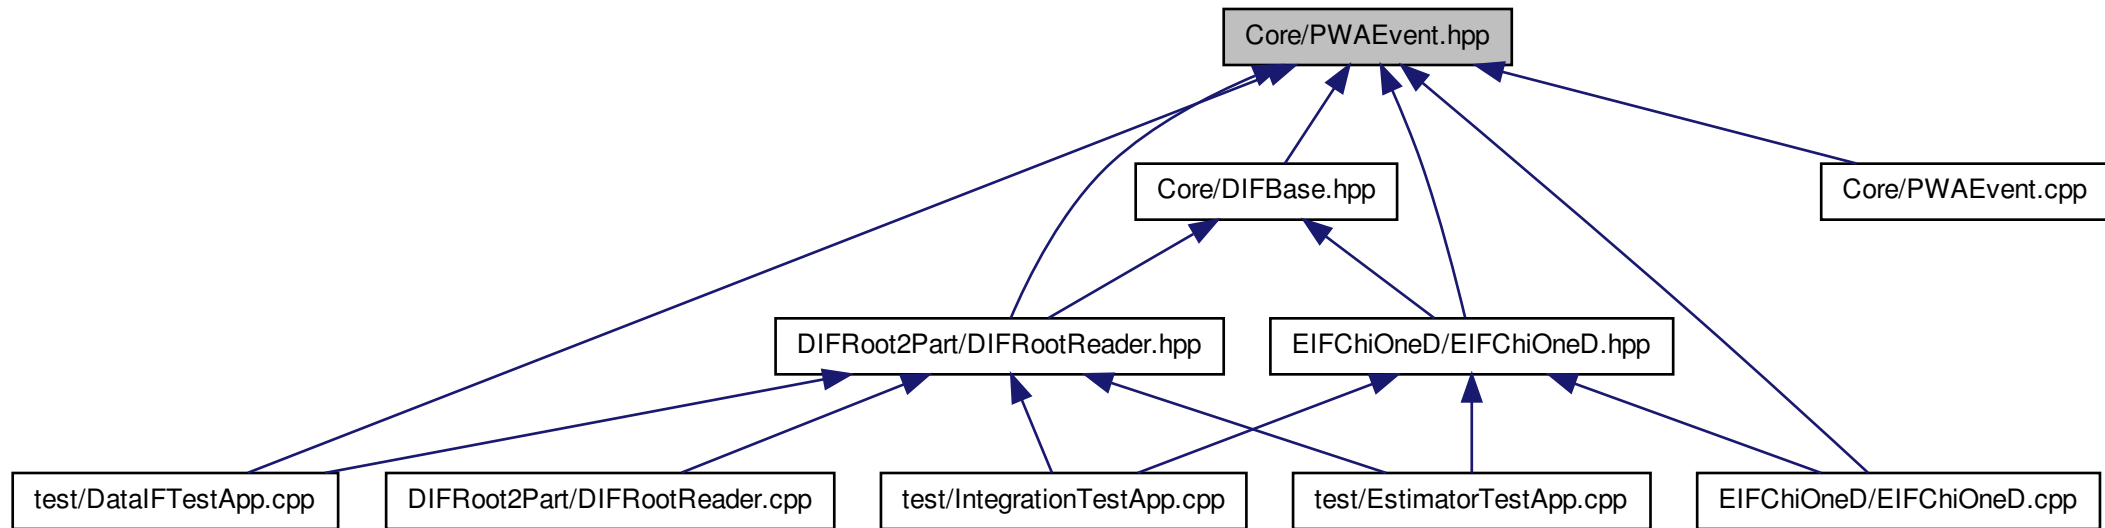 Core/PWAEvent.hpp
Core/DIFBase.hpp
Core/PWAEvent.cpp
DIFRoot2Part/DIFRootReader.hpp
EIFChiOneD/EIFChiOneD.hpp
test/DataIFTestApp.cpp
DIFRoot2Part/DIFRootReader.cpp
test/IntegrationTestApp.cpp
test/EstimatorTestApp.cpp
EIFChiOneD/EIFChiOneD.cpp